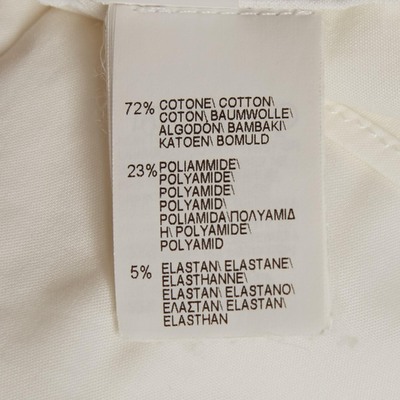 72% COTONE\ COTTON\
COTON\ BAUMWOLLE\
ALGODÓN\ BAMBAKI\
KATOEN\ BOMULD
23% POLIAMMIDE\
POLYAMIDE\
POLYAMIDE\
POLYAMID\
POLIAMIDA\ΠΟΛΥΑΜΙΔ
Η\ POLYAMIDE\
POLYAMID
5% ELASTAN\ ELASTANE\
ELASTHANNE\
ELASTAN\ ELASTANO\
ΕΛΑΣΤΑΝ\ ELASTAN\
ELASTHAN